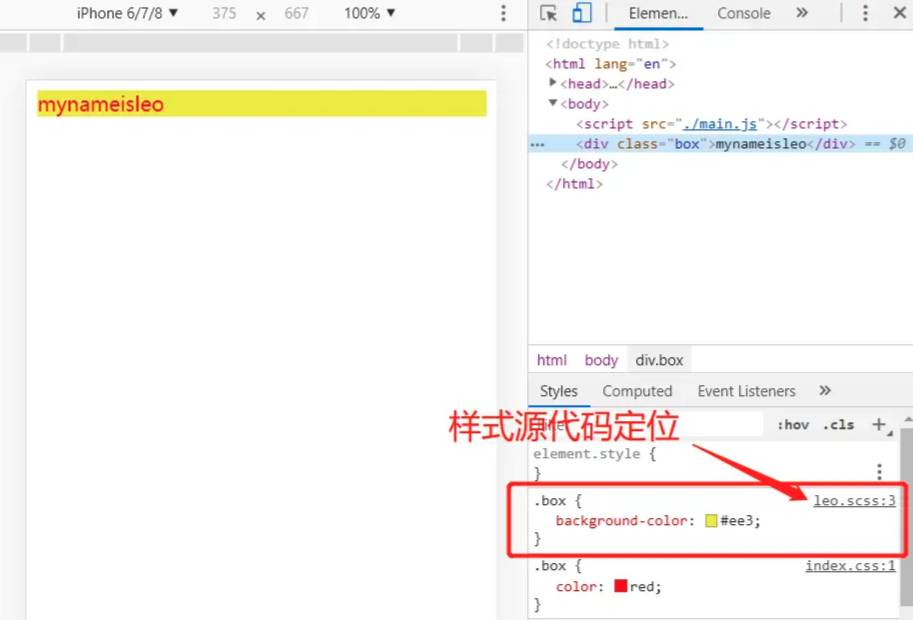 iPhone 6/7/8 ▼ 375 × 667 100% ▼
Elemen... Console »
mynameisleo
<!doctype html>
<html lang="en">
▶<head>…</head>
▼<body>
<script src="./main.js"></script>
<div class="box">mynameisleo</div> == $0
</body>
</html>
html body div.box
Styles Computed Event Listeners »
样式源代码定位
:hov .cls +
element.style {
}
.box { leo.scss:3
background-color: #ee3;
}
.box { index.css:1
color: red;
}